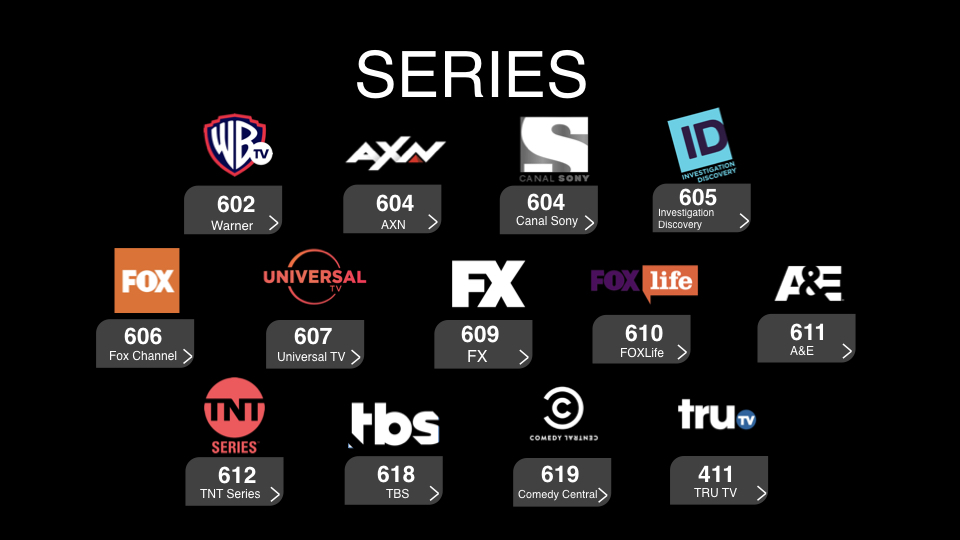 SERIES
WB TV
AXN
S
CANAL SONY
ID
INVESTIGATION
DISCOVERY
602
Warner
604
AXN
604
Canal Sony
605
Investigation
Discovery
FOX
UNIVERSAL
TV
FX
FOX life
A&E
606
Fox Channel
607
Universal TV
609
FX
610
FOXLife
611
A&E
TNT
SERIES
tbs
C
COMEDY CENTRAL
tru TV
612
TNT Series
618
TBS
619
Comedy Central
411
TRU TV